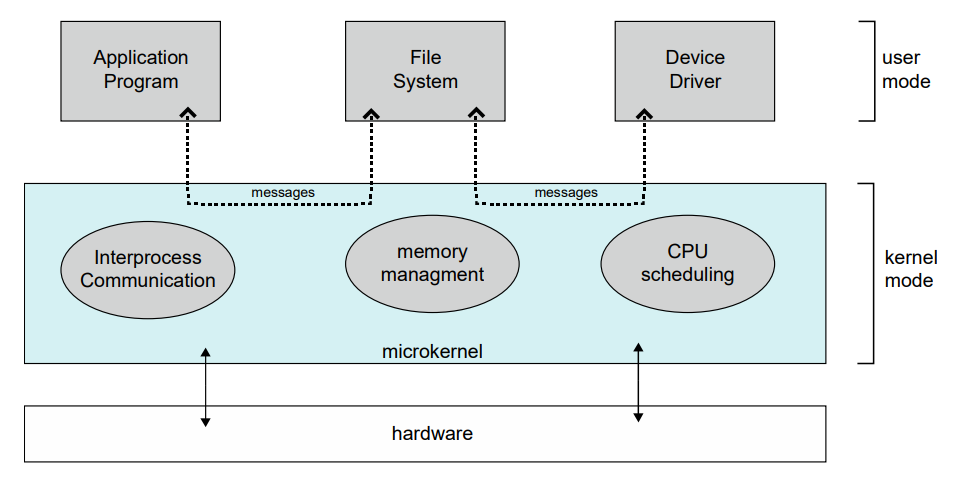 Application
Program
File
System
Device
Driver
user
mode
messages
messages
Interprocess
Communication
memory
managment
CPU
scheduling
kernel
mode
microkernel
hardware